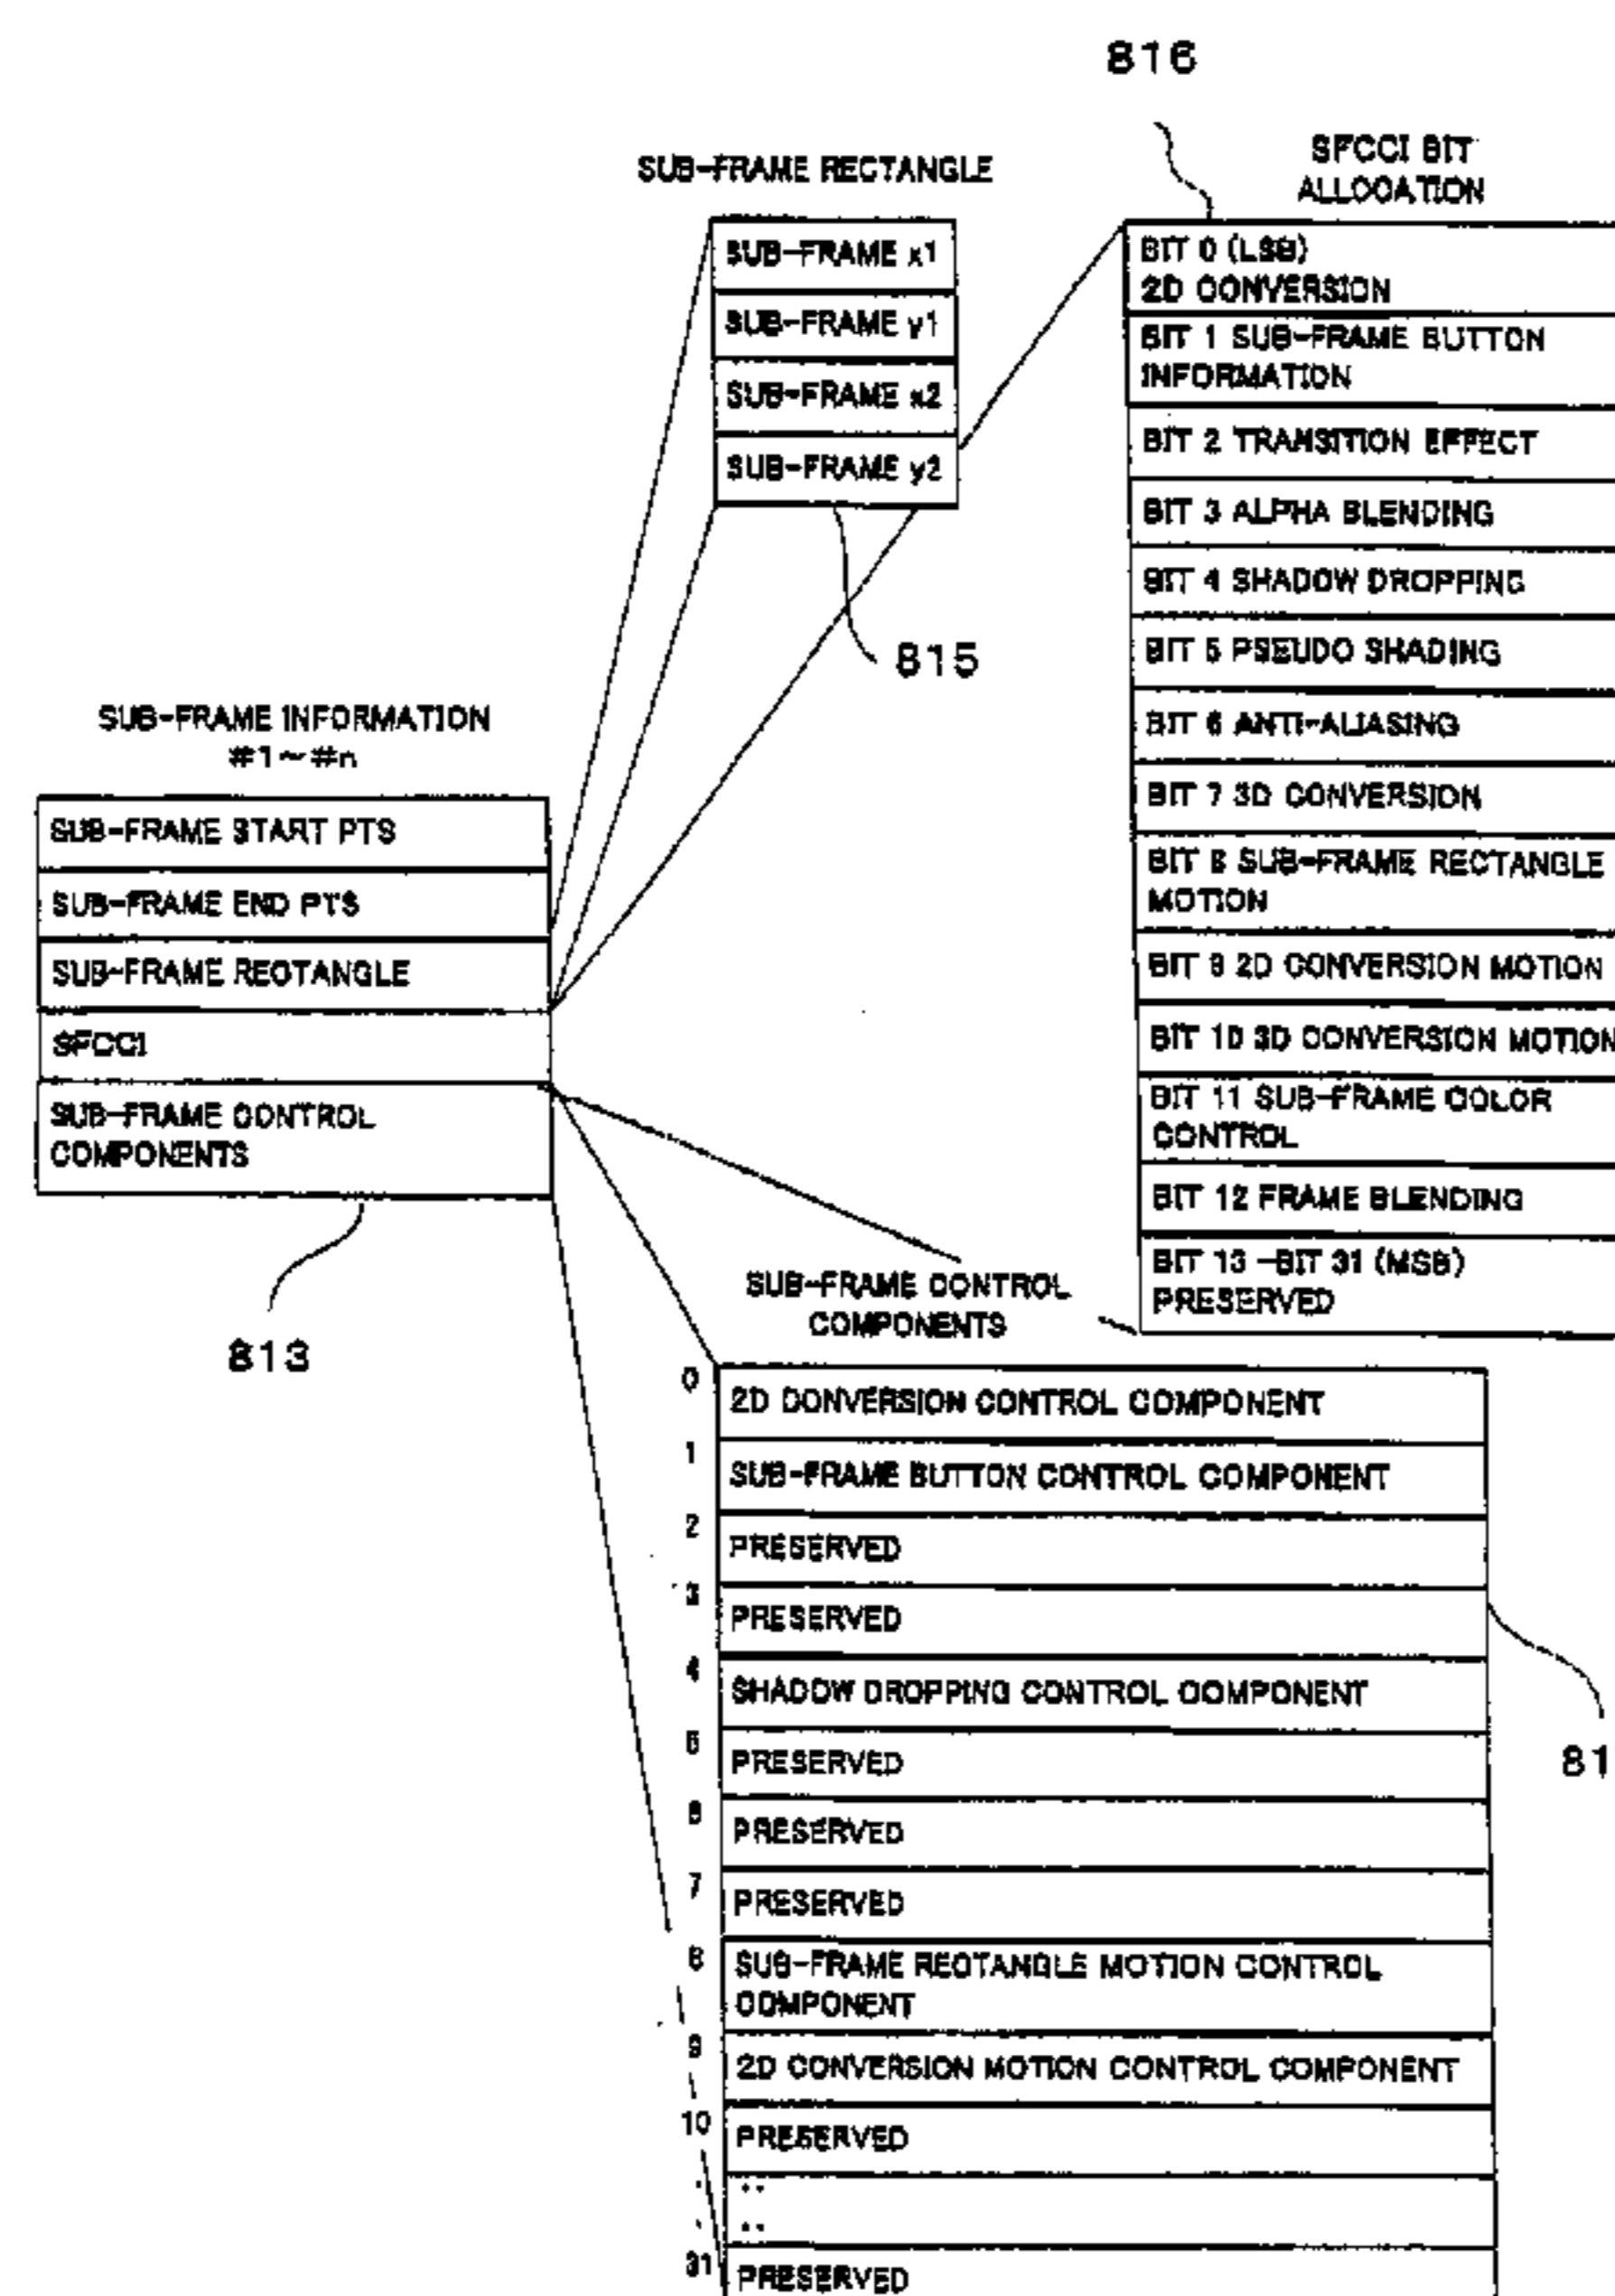 816
SUB-FRAME RECTANGLE
SUB-FRAME x1
SUB-FRAME y1
SUB-FRAME x2
SUB-FRAME y2
815
SFCCI BIT
ALLOCATION
BIT 0 (LSB)
2D CONVERSION
BIT 1 SUB-FRAME BUTTON
INFORMATION
BIT 2 TRANSITION EFFECT
BIT 3 ALPHA BLENDING
BIT 4 SHADOW DROPPING
BIT 5 PSEUDO SHADING
BIT 6 ANTI-ALIASING
BIT 7 3D CONVERSION
BIT 8 SUB-FRAME RECTANGLE
MOTION
BIT 9 2D CONVERSION MOTION
BIT 10 3D CONVERSION MOTION
BIT 11 SUB-FRAME COLOR
CONTROL
BIT 12 FRAME BLENDING
BIT 13 -BIT 31 (MSB)
PRESERVED
SUB-FRAME INFORMATION
#1~#n
SUB-FRAME START PTS
SUB-FRAME END PTS
SUB-FRAME RECTANGLE
SFCCI
SUB-FRAME CONTROL
COMPONENTS
813
SUB-FRAME CONTROL
COMPONENTS
0 2D CONVERSION CONTROL COMPONENT
1 SUB-FRAME BUTTON CONTROL COMPONENT
2 PRESERVED
3 PRESERVED
4 SHADOW DROPPING CONTROL COMPONENT
5 PRESERVED
6 PRESERVED
7 PRESERVED
8 SUB-FRAME RECTANGLE MOTION CONTROL
COMPONENT
9 2D CONVERSION MOTION CONTROL COMPONENT
10 PRESERVED
. ..
. ..
31 PRESERVED
81